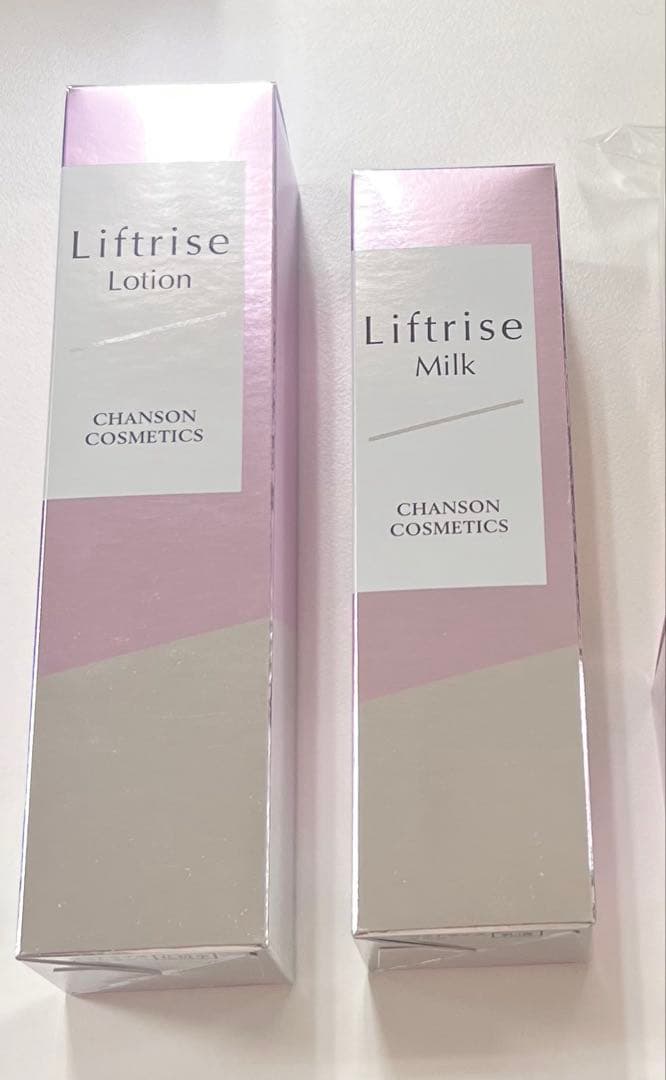 Liftrise
Lotion
CHANSON
COSMETICS
Liftrise
Milk
CHANSON
COSMETICS